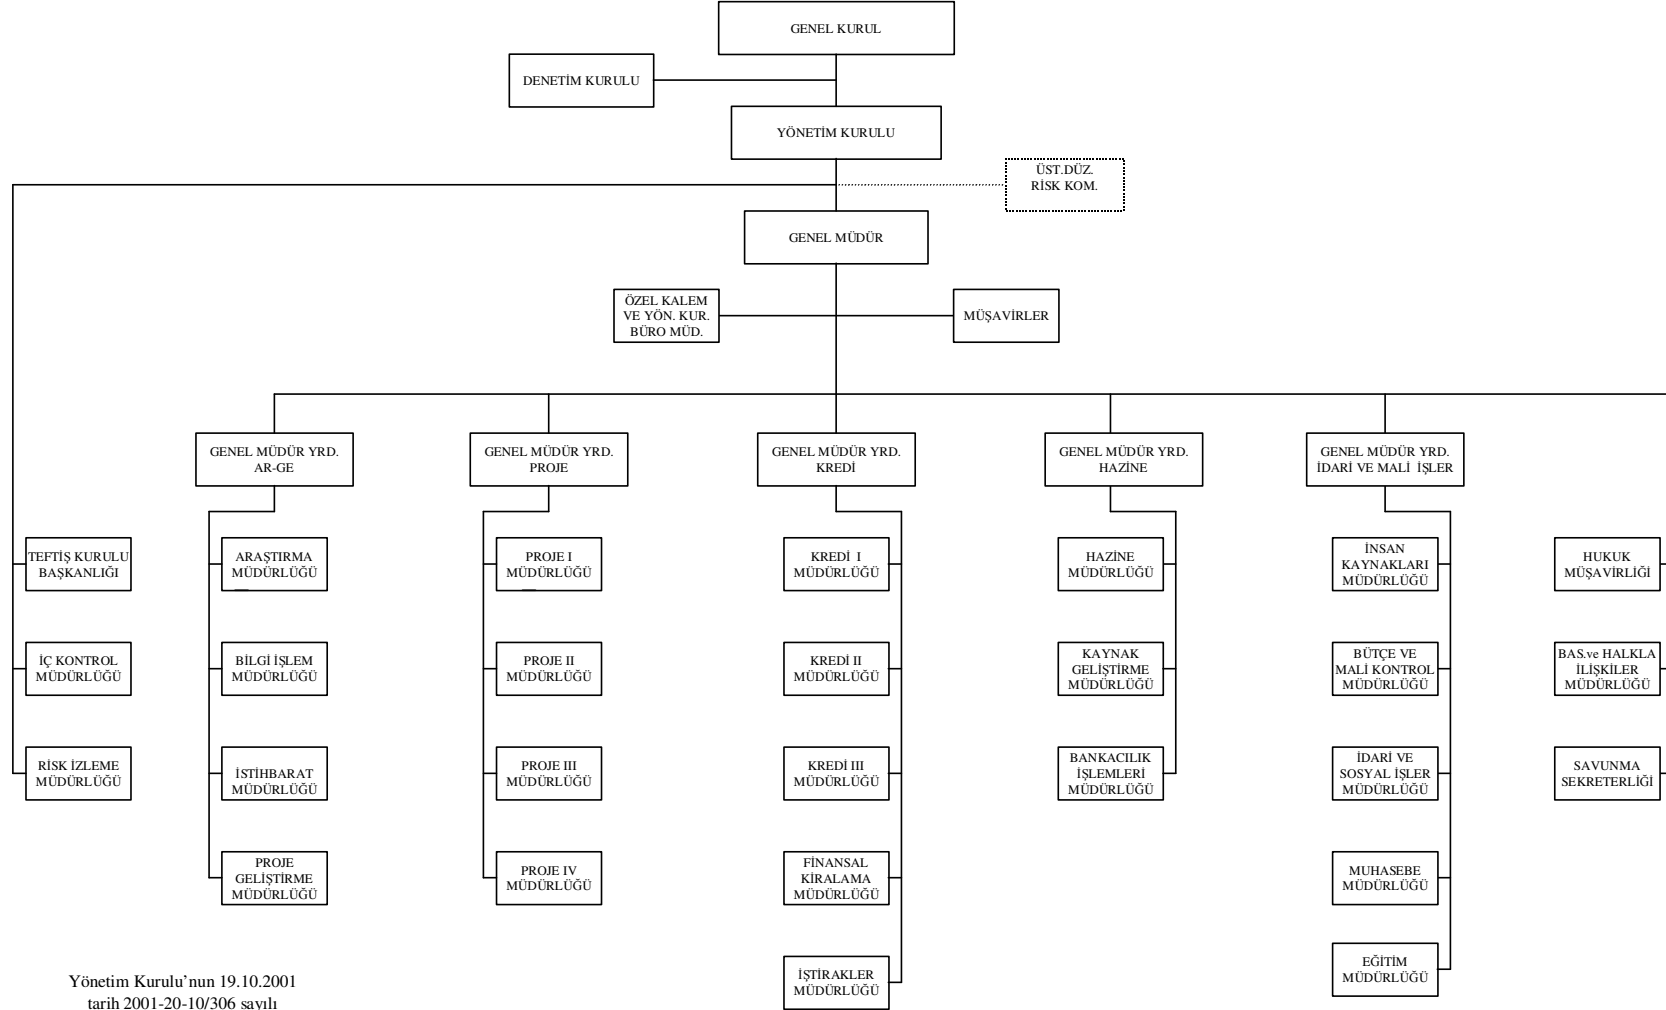 GENEL KURUL
DENETİM KURULU
YÖNETİM KURULU
ÜST.DÜZ.
RİSK KOM.
GENEL MÜDÜR
ÖZEL KALEM
VE YÖN. KUR.
BÜRO MÜD.
MÜŞAVİRLER
GENEL MÜDÜR YRD.
AR-GE
GENEL MÜDÜR YRD.
PROJE
GENEL MÜDÜR YRD.
KREDİ
GENEL MÜDÜR YRD.
HAZİNE
GENEL MÜDÜR YRD.
İDARİ VE MALİ İŞLER
TEFTİŞ KURULU
BAŞKANLIĞI
ARAŞTIRMA
MÜDÜRLÜĞÜ
PROJE I
MÜDÜRLÜĞÜ
KREDİ I
MÜDÜRLÜĞÜ
HAZİNE
MÜDÜRLÜĞÜ
İNSAN
KAYNAKLARI
MÜDÜRLÜĞÜ
HUKUK
MÜŞAVİRLİĞİ
İÇ KONTROL
MÜDÜRLÜĞÜ
BİLGİ İŞLEM
MÜDÜRLÜĞÜ
PROJE II
MÜDÜRLÜĞÜ
KREDİ II
MÜDÜRLÜĞÜ
KAYNAK
GELİŞTİRME
MÜDÜRLÜĞÜ
BÜTÇE VE
MALİ KONTROL
MÜDÜRLÜĞÜ
BAS.ve HALKLA
İLİŞKİLER
MÜDÜRLÜĞÜ
RİSK İZLEME
MÜDÜRLÜĞÜ
İSTİHBARAT
MÜDÜRLÜĞÜ
PROJE III
MÜDÜRLÜĞÜ
KREDİ III
MÜDÜRLÜĞÜ
BANKACILIK
İŞLEMLERİ
MÜDÜRLÜĞÜ
İDARİ VE
SOSYAL İŞLER
MÜDÜRLÜĞÜ
SAVUNMA
SEKRETERLİĞİ
PROJE
GELİŞTİRME
MÜDÜRLÜĞÜ
PROJE IV
MÜDÜRLÜĞÜ
FİNANSAL
KİRALAMA
MÜDÜRLÜĞÜ
MUHASEBE
MÜDÜRLÜĞÜ
İŞTİRAKLER
MÜDÜRLÜĞÜ
EĞİTİM
MÜDÜRLÜĞÜ
Yönetim Kurulu'nun 19.10.2001
tarih 2001-20-10/306 sayılı